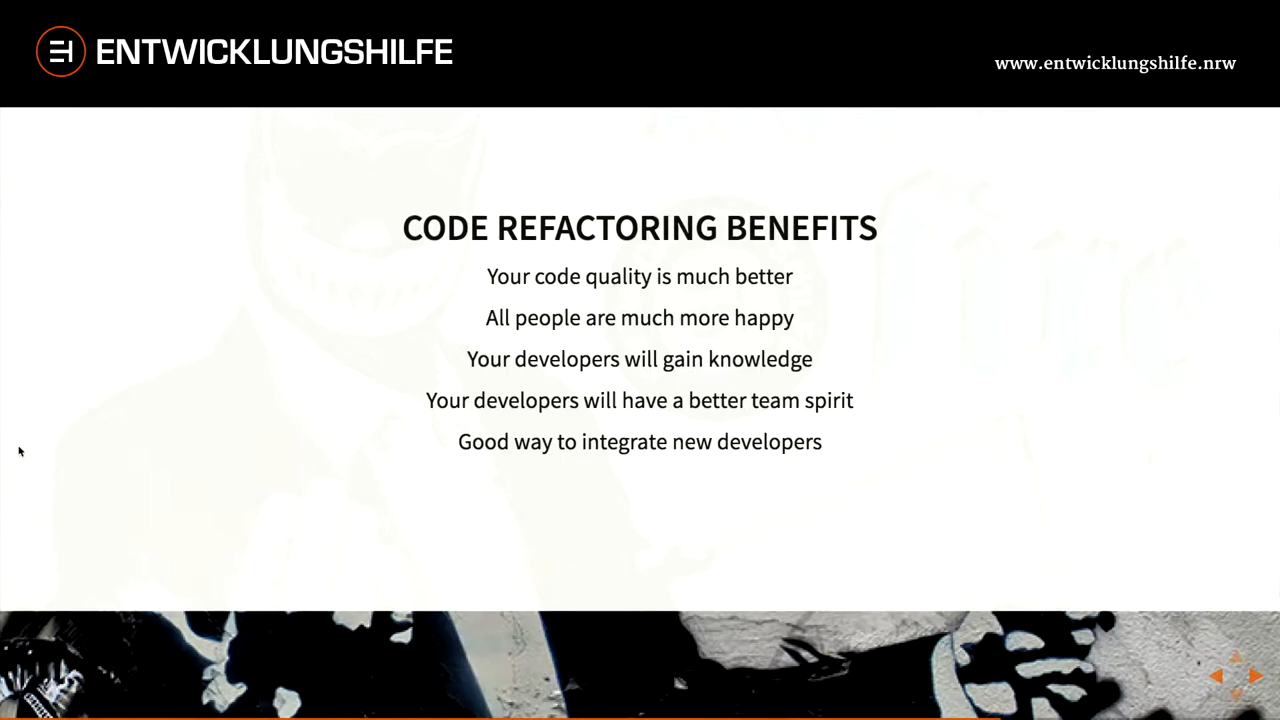 ENTWICKLUNGSHILFE
www.entwicklungshilfe.nrw
CODE REFACTORING BENEFITS
Your code quality is much better
All people are much more happy
Your developers will gain knowledge
Your developers will have a better team spirit
Good way to integrate new developers